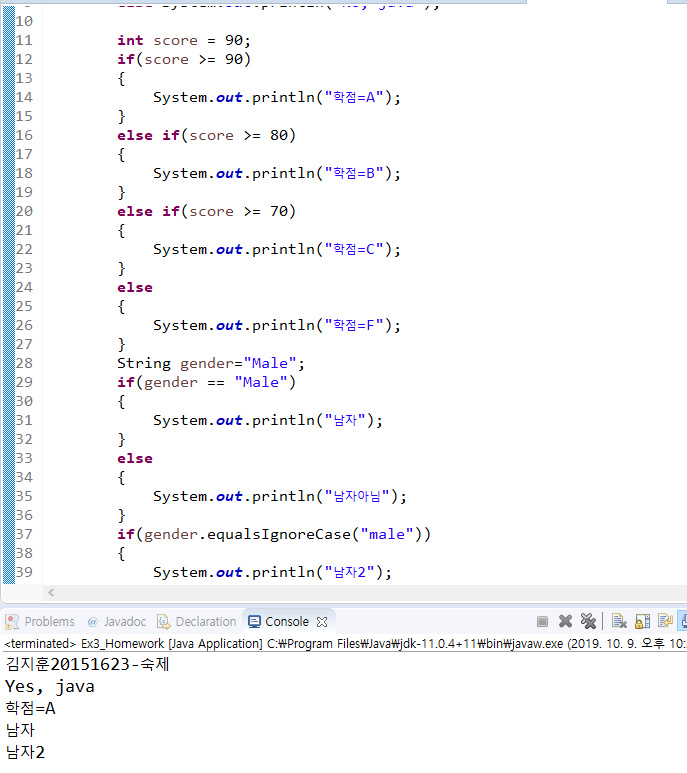 else System.out.println("No, java");
10
11 int score = 90;
12 if(score >= 90)
13 {
14 System.out.println("학점=A");
15 }
16 else if(score >= 80)
17 {
18 System.out.println("학점=B");
19 }
20 else if(score >= 70)
21 {
22 System.out.println("학점=C");
23 }
24 else
25 {
26 System.out.println("학점=F");
27 }
28 String gender="Male";
29 if(gender == "Male")
30 {
31 System.out.println("남자");
32 }
33 else
34 {
35 System.out.println("남자아님");
36 }
37 if(gender.equalsIgnoreCase("male"))
38 {
39 System.out.println("남자2");
Problems @ Javadoc Declaration Console
<terminated> Ex3_Homework [Java Application] C:₩Program Files₩Java₩jdk-11.0.4+11₩bin₩javaw.exe (2019. 10. 9. 오후 10:
김지훈20151623-숙제
Yes, java
학점=A
남자
남자2